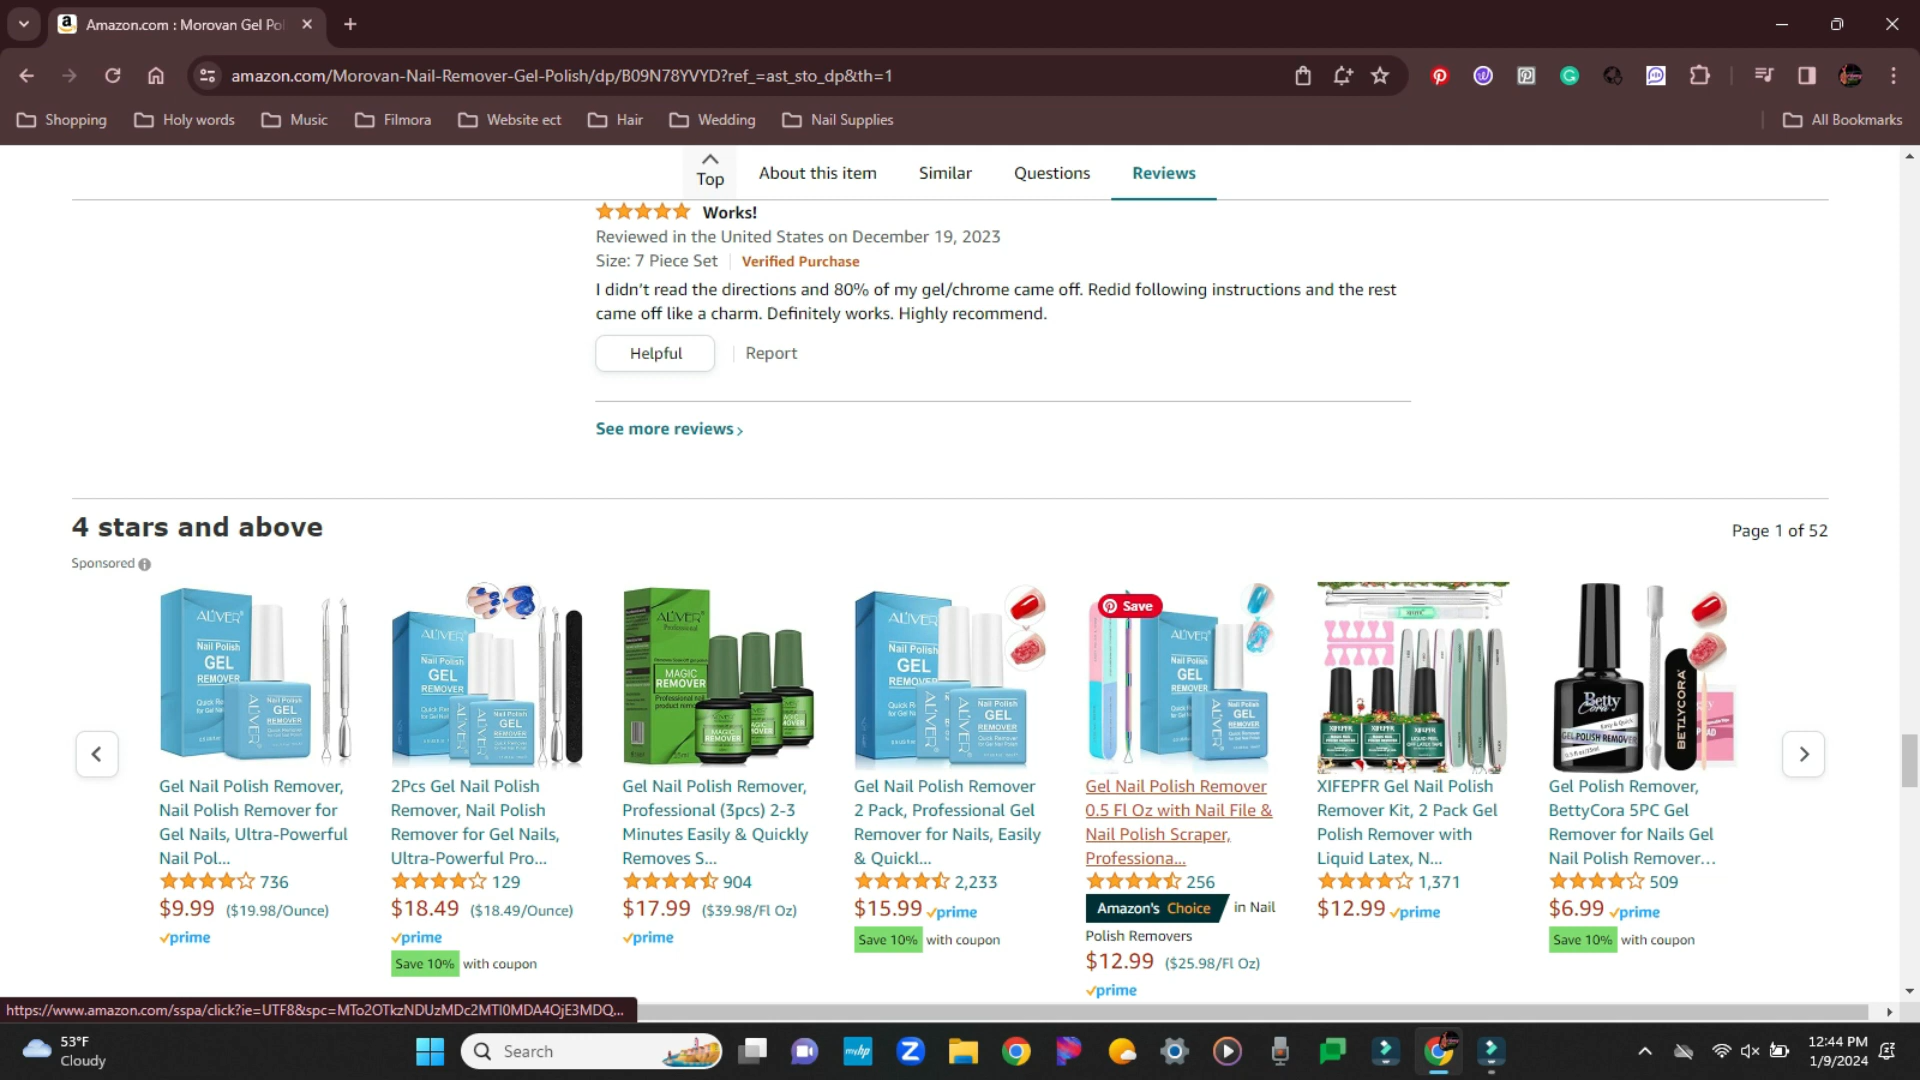 Amazon.com : Morovan Gel Pol
amazon.com/Morovan-Nail-Remover-Gel-Polish/dp/B09N78YVYD?ref_=ast_sto_dp&th=1
Shopping
Holy words
Music
Filmora
Website ect
Hair
Wedding
Nail Supplies
All Bookmarks
Top
About this item
Similar
Questions
Reviews
Works!
Reviewed in the United States on December 19, 2023
Size: 7 Piece Set
Verified Purchase
I didn't read the directions and 80% of my gel/chrome came off. Redid following instructions and the rest
came off like a charm. Definitely works. Highly recommend.
Helpful
Report
See more reviews ›
4 stars and above
Page 1 of 52
Sponsored
Save
Gel Nail Polish Remover,
Nail Polish Remover for
Gel Nails, Ultra-Powerful
Nail Pol...
736
$9.99 ($19.98/Ounce)
prime
2Pcs Gel Nail Polish
Remover, Nail Polish
Remover for Gel Nails,
Ultra-Powerful Pro...
129
$18.49 ($18.49/Ounce)
prime
Save 10% with coupon
Gel Nail Polish Remover,
Professional (3pcs) 2-3
Minutes Easily & Quickly
Removes S...
904
$17.99 ($39.98/Fl Oz)
prime
Gel Nail Polish Remover
2 Pack, Professional Gel
Remover for Nails, Easily
& Quickl...
2,233
$15.99 prime
Save 10% with coupon
Gel Nail Polish Remover
0.5 Fl Oz with Nail File &
Nail Polish Scraper,
Professiona...
256
Amazon's Choice in Nail
Polish Removers
$12.99 ($25.98/Fl Oz)
prime
XIFEPFR Gel Nail Polish
Remover Kit, 2 Pack Gel
Polish Remover with
Liquid Latex, N...
1,371
$12.99 prime
Gel Polish Remover,
BettyCora 5PC Gel
Remover for Nails Gel
Nail Polish Remover...
509
$6.99 prime
Save 10% with coupon
https://www.amazon.com/sspa/click?ie=UTF8&spc=MTo2OTkzNDUzMDc2MTI0MDA4OjE3MDQ...
53°F
Cloudy
Search
12:44 PM
1/9/2024